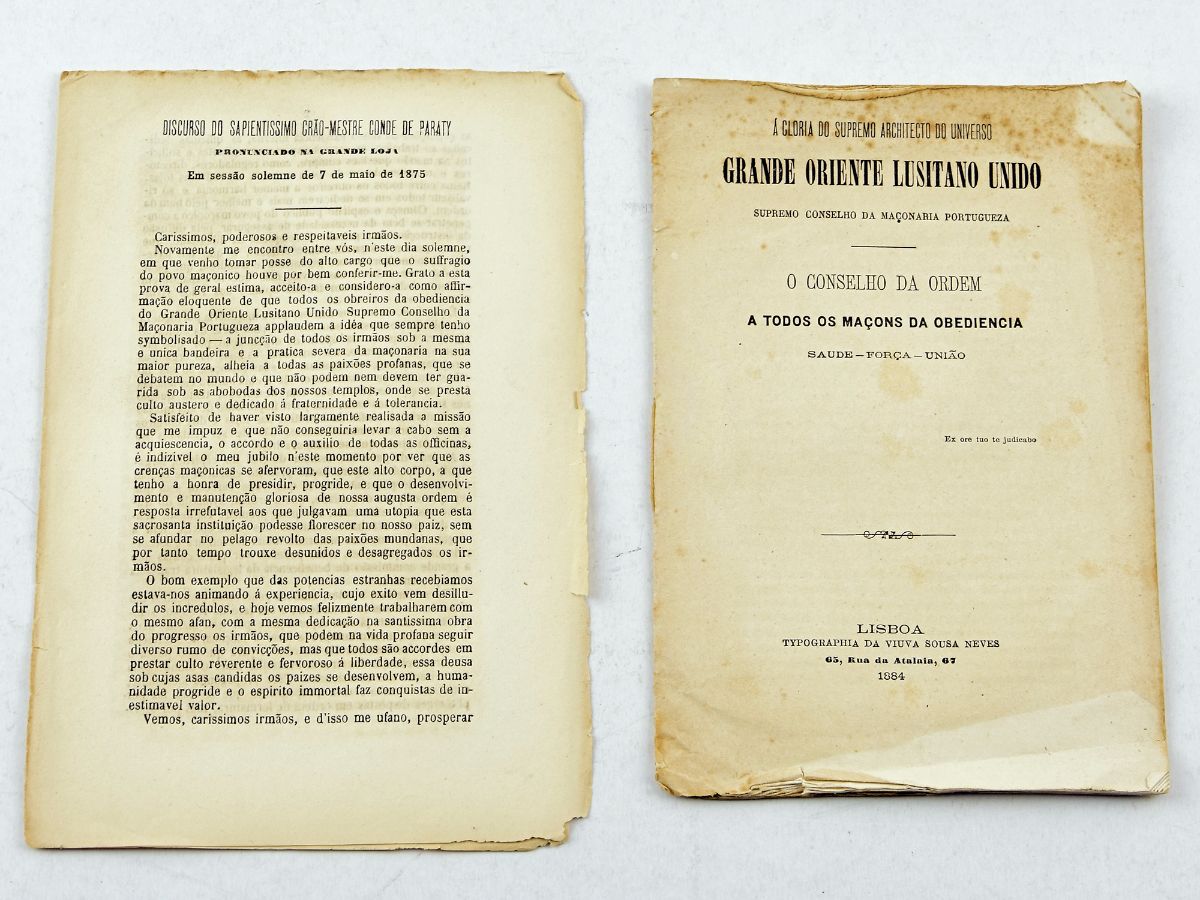 DISCURSO DO SAPIENTISSIMO GRÃO-MESTRE CONDE DE PARATY
PRONUNCIADO NA GRANDE LOJA
Em sessão solemne de 7 de maio de 1875
Carissimos, poderosos e respeitaveis irmãos.
Novamente me encontro entre vós, n'este dia solemne,
em que venho tomar posse do alto cargo que o suffragio
do povo maçonico houve por bem conferir-me. Grato a esta
prova de geral estima, acceito-a e considero-a como affir-
mação eloquente de que todos os obreiros da obediencia
do Grande Oriente Lusitano Unido Supremo Conselho da
Maçonaria Portugueza applaudem a idéa que sempre tenho
symbolisado — a juncção de todos os irmãos sob a mesma
e unica bandeira e a pratica severa da maçonaria na sua
maior pureza, alheia a todas as paixões profanas, que se
debatem no mundo e que não podem nem devem ter gua-
rida sob as abobodas dos nossos templos, onde se presta
culto austero e dedicado á fraternidade e á tolerancia.
Satisfeito de haver visto largamente realisada a missão
que me impuz e que não conseguiria levar a cabo sem a
acquiescencia, o accordo e o auxilio de todas as officinas,
é indizivel o meu jubilo n'este momento por ver que as
crenças maçonicas se afervoram, que este alto corpo, a que
tenho a honra de presidir, progride, e que o desenvolvi-
mento e manutenção gloriosa de nossa augusta ordem é
resposta irrefutavel aos que julgavam uma utopia que esta
sacrosanta instituição podesse florescer no nosso paiz, sem
se afundar no pelago revolto das paixões mundanas, que
por tanto tempo trouxe desunidos e desagregados os ir-
mãos.
O bom exemplo que das potencias estranhas recebiamos
estava-nos animando á experiencia, cujo exito vem desillu-
dir os incredulos, e hoje vemos felizmente trabalharem com
o mesmo afan, com a mesma dedicação na santissima obra
do progresso os irmãos, que podem na vida profana seguir
diverso rumo de convicções, mas que todos são accordes em
prestar culto reverente e fervoroso á liberdade, essa deusa
sob cujas asas candidas os paizes se desenvolvem, a huma-
nidade progride e o espirito immortal faz conquistas de in-
estimavel valor.
Vemos, carissimos irmãos, e d'isso me ufano, prosperar
Á GLORIA DO SUPREMO ARCHITECTO DO UNIVERSO
GRANDE ORIENTE LUSITANO UNIDO
SUPREMO CONSELHO DA MAÇONARIA PORTUGUEZA
O CONSELHO DA ORDEM
A TODOS OS MAÇONS DA OBEDIENCIA
SAUDE—FORÇA—UNIÃO
Ex ore tuo te judicabo
LISBOA
TYPOGRAPHIA DA VIUVA SOUSA NEVES
65, Rua da Atalaia, 67
1884